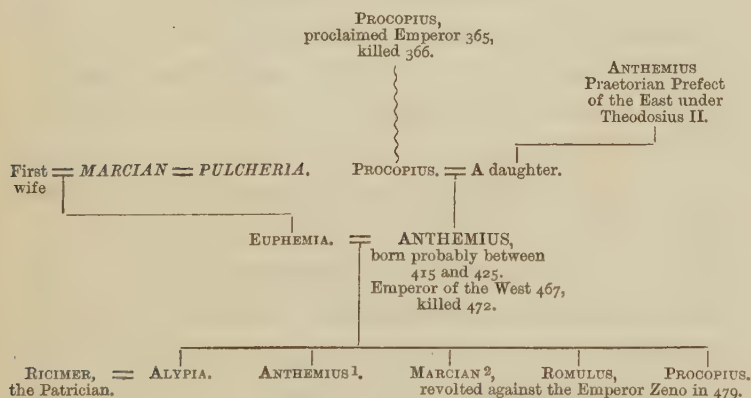 PROCOPIUS,
proclaimed Emperor 365,
killed 366.
ANTHEMIUS
Praetorian Prefect
of the East under
Theodosius II.
First = MARCIAN = PULCHERIA.
wife
PROCOPIUS. = A daughter.
EUPHEMIA. = ANTHEMIUS,
born probably between
415 and 425.
Emperor of the West 467,
killed 472.
RICIMER, = ALYPIA. ANTHEMIUS¹. MARCIAN², ROMULUS, PROCOPIUS.
the Patrician. revolted against the Emperor Zeno in 479.